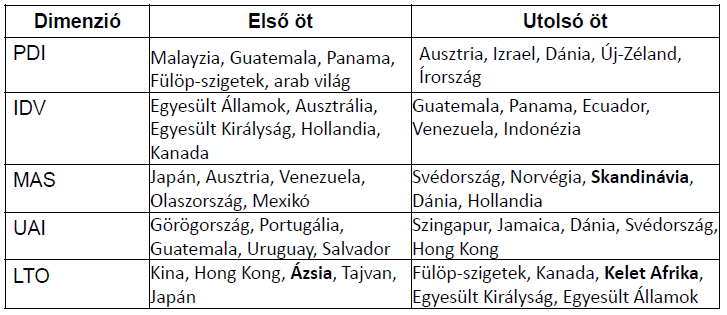 Dimenzió Első öt Utolsó öt
PDI
Malayzia, Guatemala, Panama,
Fülöp-szigetek, arab világ
Ausztria, Izrael, Dánia, Új-Zéland,
Írország
IDV
Egyesült Államok, Ausztrália,
Egyesült Királyság, Hollandia,
Kanada
Guatemala, Panama, Ecuador,
Venezuela, Indonézia
MAS
Japán, Ausztria, Venezuela,
Olaszország, Mexikó
Svédország, Norvégia, Skandinávia,
Dánia, Hollandia
UAI
Görögország, Portugália,
Guatemala, Uruguay, Salvador
Szingapur, Jamaica, Dánia, Svédország,
Hong Kong
LTO
Kina, Hong Kong, Ázsia, Tajvan,
Japán
Fülöp-szigetek, Kanada, Kelet Afrika,
Egyesült Királyság, Egyesült Államok